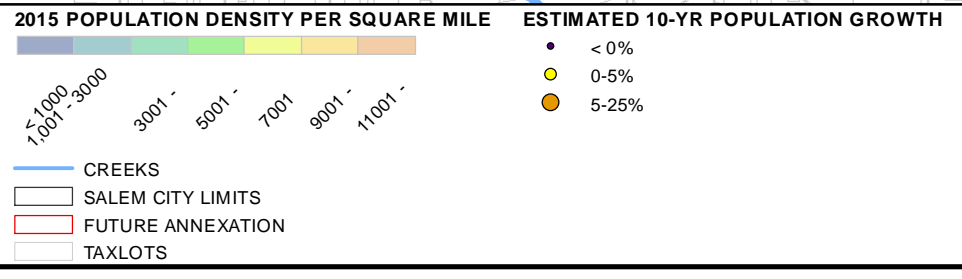 2015 POPULATION DENSITY PER SQUARE MILE
< 1000
1,001 - 3000
3001 -
5001 -
7001
9001 -
11001 -
CREEKS
SALEM CITY LIMITS
FUTURE ANNEXATION
TAXLOTS
ESTIMATED 10-YR POPULATION GROWTH
< 0%
0-5%
5-25%